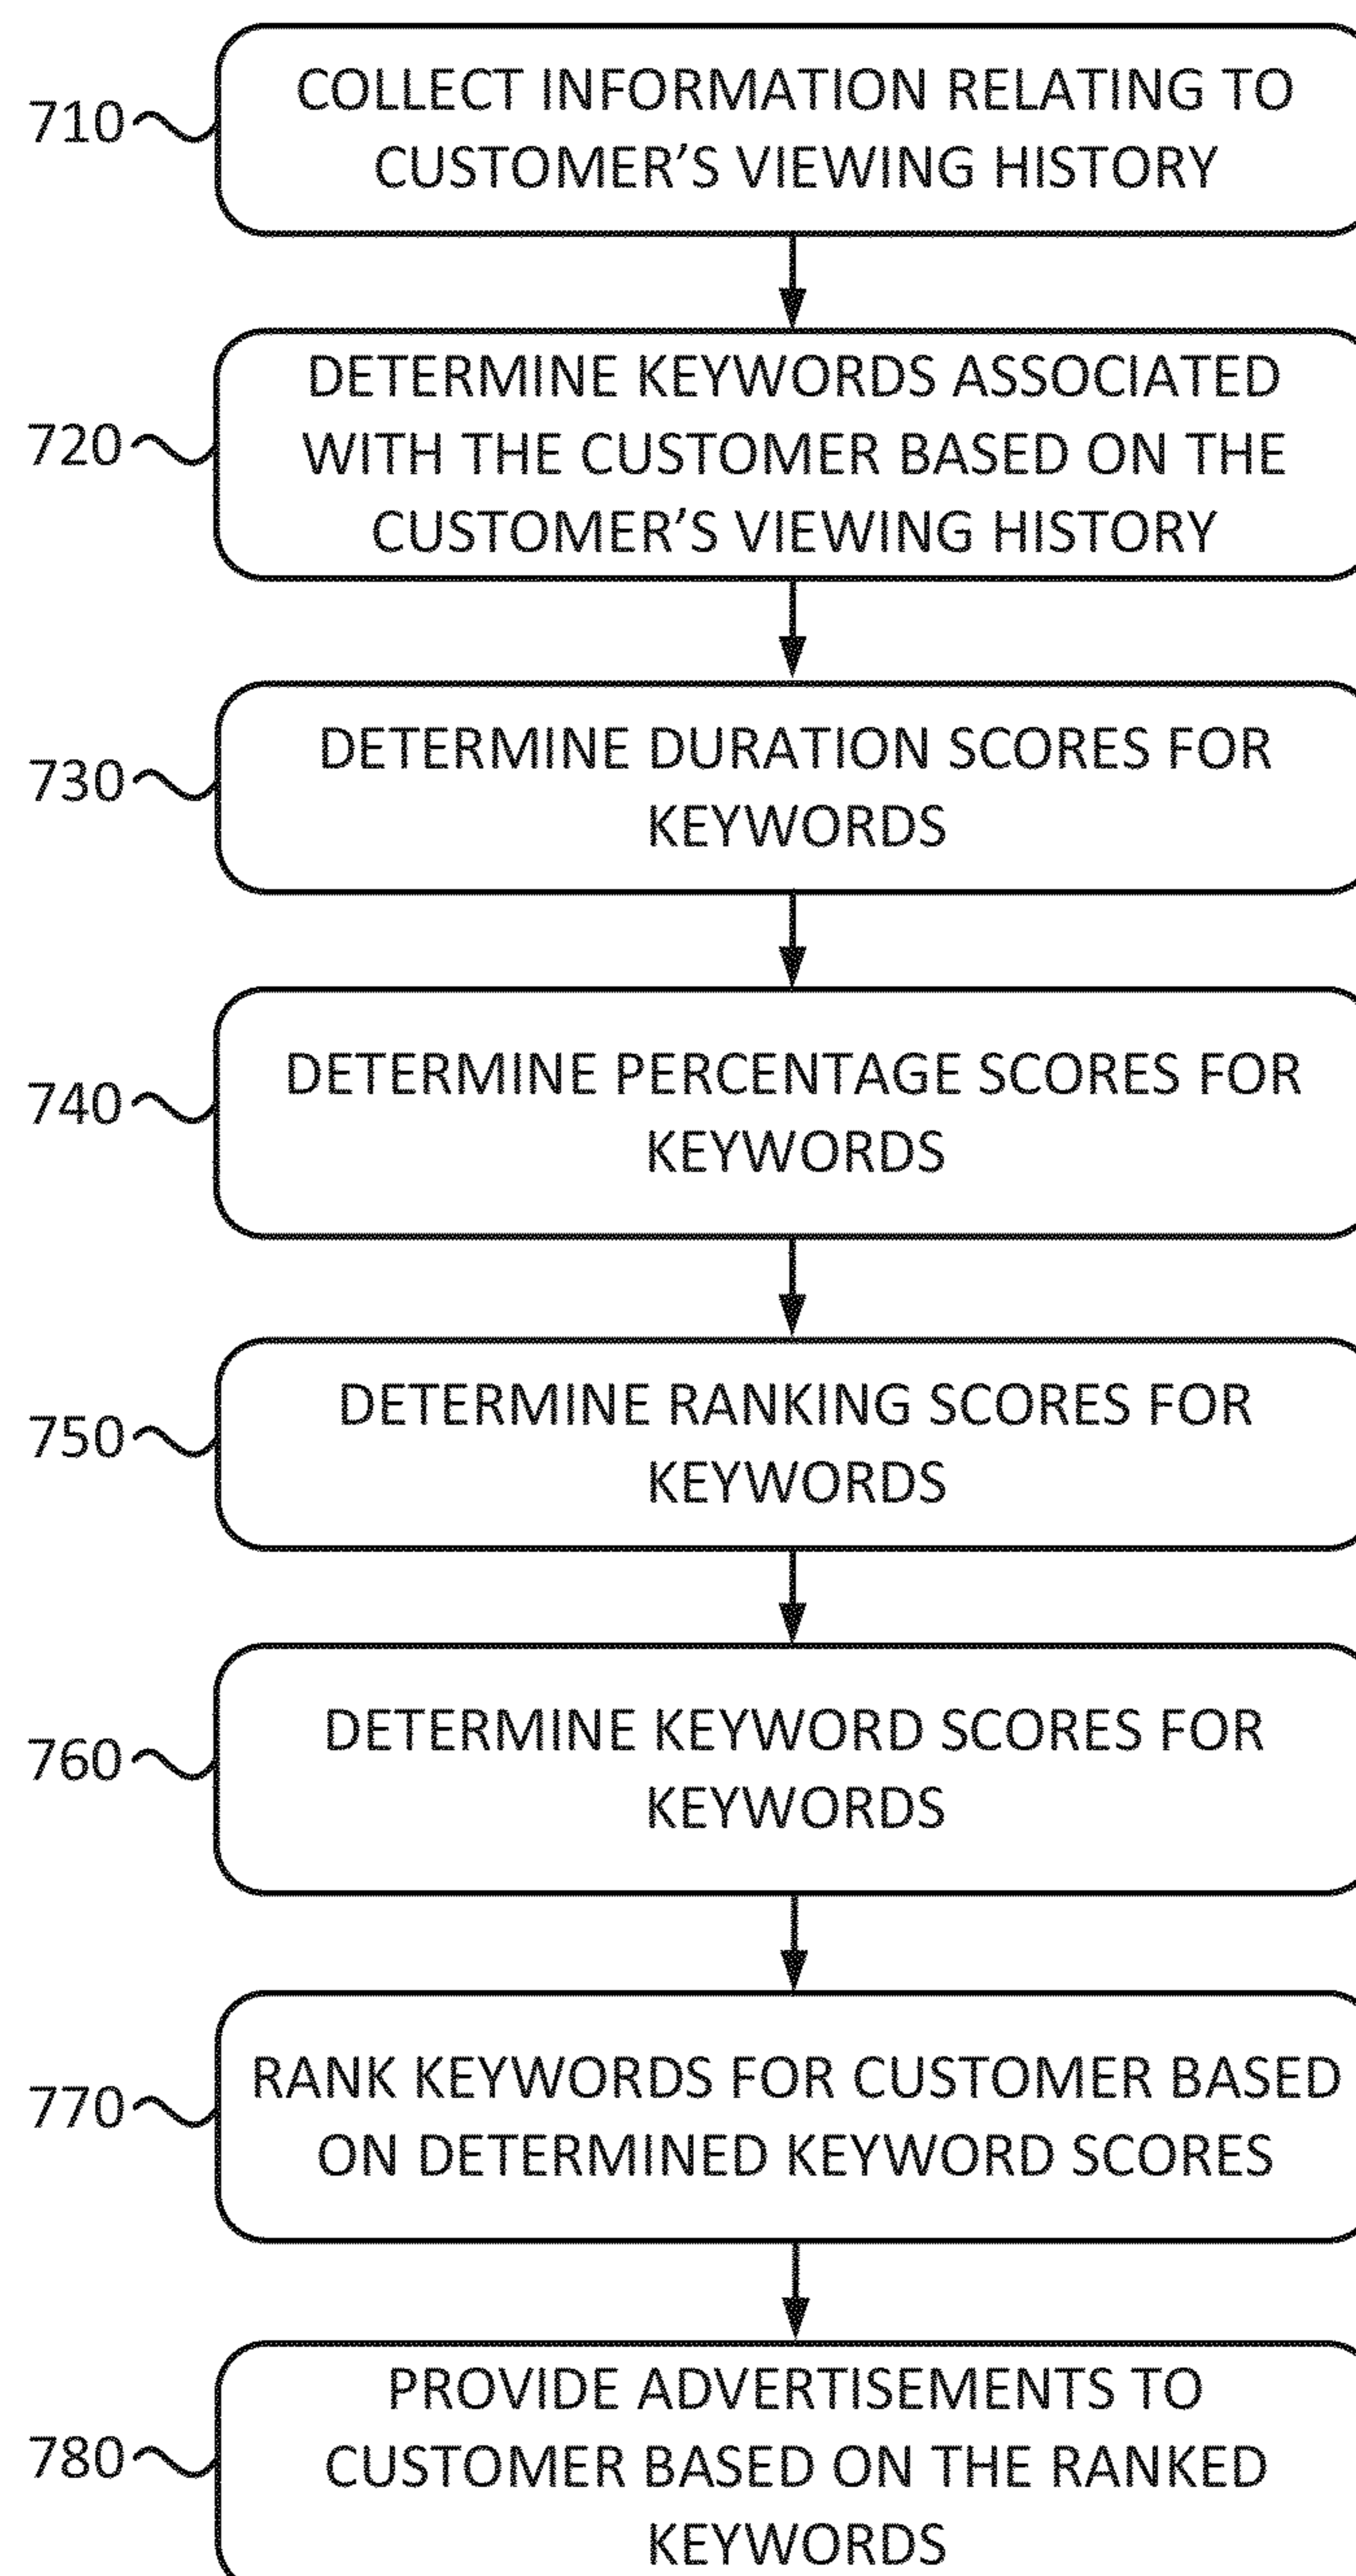 710
COLLECT INFORMATION RELATING TO
CUSTOMER’S VIEWING HISTORY
720
DETERMINE KEYWORDS ASSOCIATED
WITH THE CUSTOMER BASED ON THE
CUSTOMER’S VIEWING HISTORY
730
DETERMINE DURATION SCORES FOR
KEYWORDS
740
DETERMINE PERCENTAGE SCORES FOR
KEYWORDS
750
DETERMINE RANKING SCORES FOR
KEYWORDS
760
DETERMINE KEYWORD SCORES FOR
KEYWORDS
770
RANK KEYWORDS FOR CUSTOMER BASED
ON DETERMINED KEYWORD SCORES
780
PROVIDE ADVERTISEMENTS TO
CUSTOMER BASED ON THE RANKED
KEYWORDS